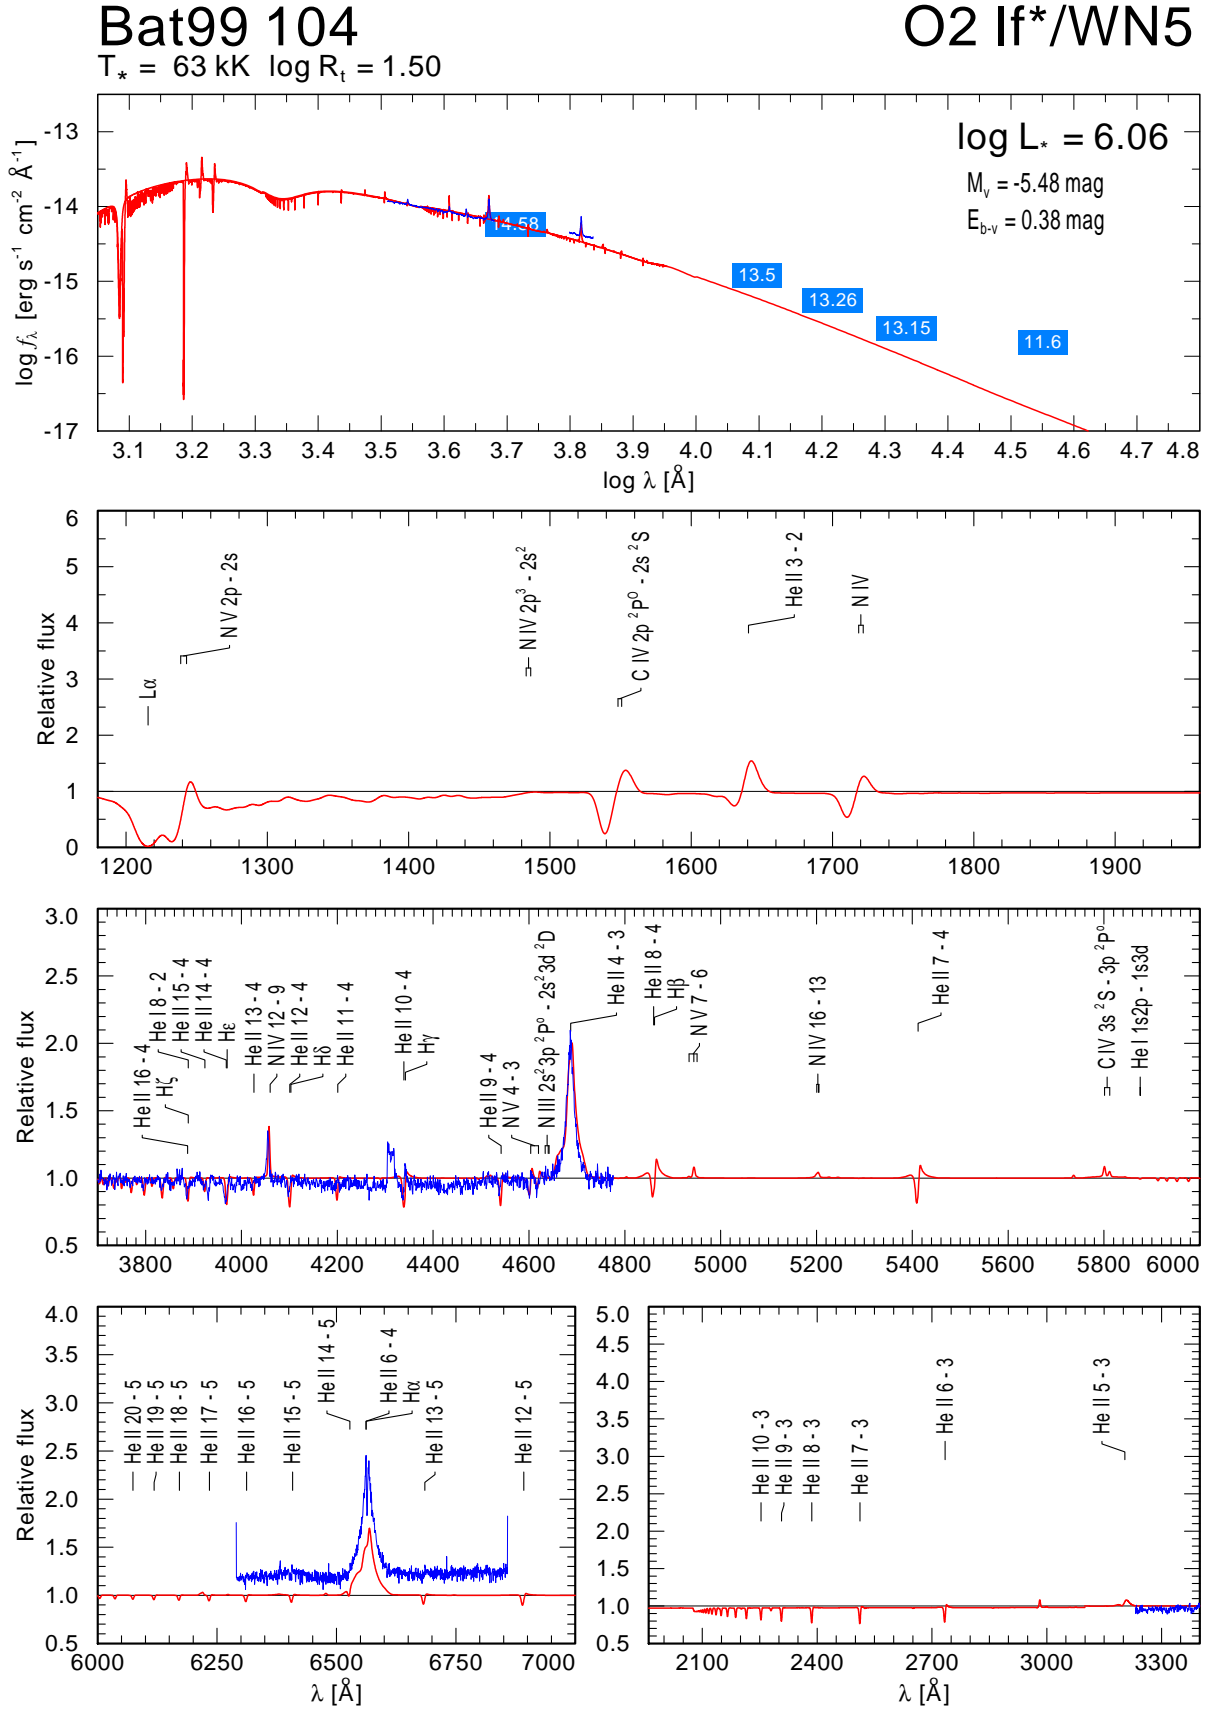 Bat99 104
O2 If*/WN5
T* = 63 kK log Rt = 1.50
log L* = 6.06
Mv = -5.48 mag
Eb-v = 0.38 mag
14.58
13.5
13.26
13.15
11.6
log fλ [erg s-1 cm-2 Å-1]
-13
-14
-15
-16
-17
3.1 3.2 3.3 3.4 3.5 3.6 3.7 3.8 3.9 4.0 4.1 4.2 4.3 4.4 4.5 4.6 4.7 4.8
log λ [Å]
Relative flux
6
5
4
3
2
1
0
Lα
N V 2p - 2s
N IV 2p3 - 2s2
C IV 2p 2P0 - 2s 2S
He II 3 - 2
N IV
1200 1300 1400 1500 1600 1700 1800 1900
Relative flux
3.0
2.5
2.0
1.5
1.0
0.5
He II 16 - 4
Hζ
He I 8 - 2
He II 15 - 4
He II 14 - 4
Hε
He II 13 - 4
N IV 12 - 9
He II 12 - 4
Hδ
He II 11 - 4
He II 10 - 4
Hγ
He II 9 - 4
N V 4 - 3
N III 2s2 3p 2P0 - 2s2 3d 2D
He II 4 - 3
He II 8 - 4
Hβ
N V 7 - 6
N IV 16 - 13
He II 7 - 4
C IV 3s 2S - 3p 2P0
He I 1s2p - 1s3d
3800 4000 4200 4400 4600 4800 5000 5200 5400 5600 5800 6000
Relative flux
4.0
3.5
3.0
2.5
2.0
1.5
1.0
0.5
He II 20 - 5
He II 19 - 5
He II 18 - 5
He II 17 - 5
He II 16 - 5
He II 15 - 5
He II 14 - 5
He II 6 - 4
Hα
He II 13 - 5
He II 12 - 5
6000 6250 6500 6750 7000
λ [Å]
5.0
4.5
4.0
3.5
3.0
2.5
2.0
1.5
1.0
0.5
He II 10 - 3
He II 9 - 3
He II 8 - 3
He II 7 - 3
He II 6 - 3
He II 5 - 3
2100 2400 2700 3000 3300
λ [Å]